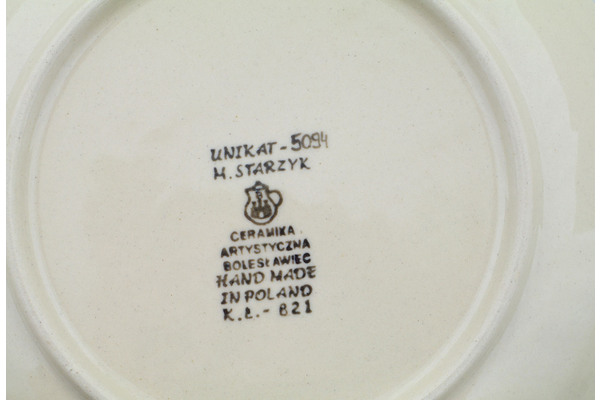 UNIKAT - 5094
M. STARZYK
CERAMIKA
ARTYSTYCZNA
BOLESŁAWIEC
HAND MADE
IN POLAND
K.Ł.- 821